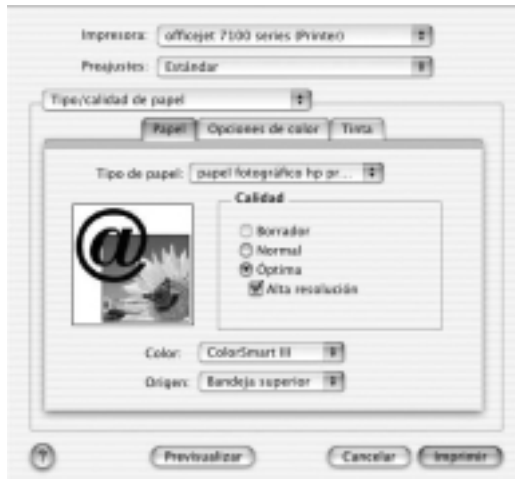 Impresora: officejet 7100 series (Printer)
Preajustes: Estándar
Tipo/calidad de papel
Papel Opciones de color Tinta
Tipo de papel: papel fotográfico hp pr...
Calidad
Borrador
Normal
Óptima
Alta resolución
@
Color: ColorSmart III
Origen: Bandeja superior
? Previsualizar Cancelar Imprimir